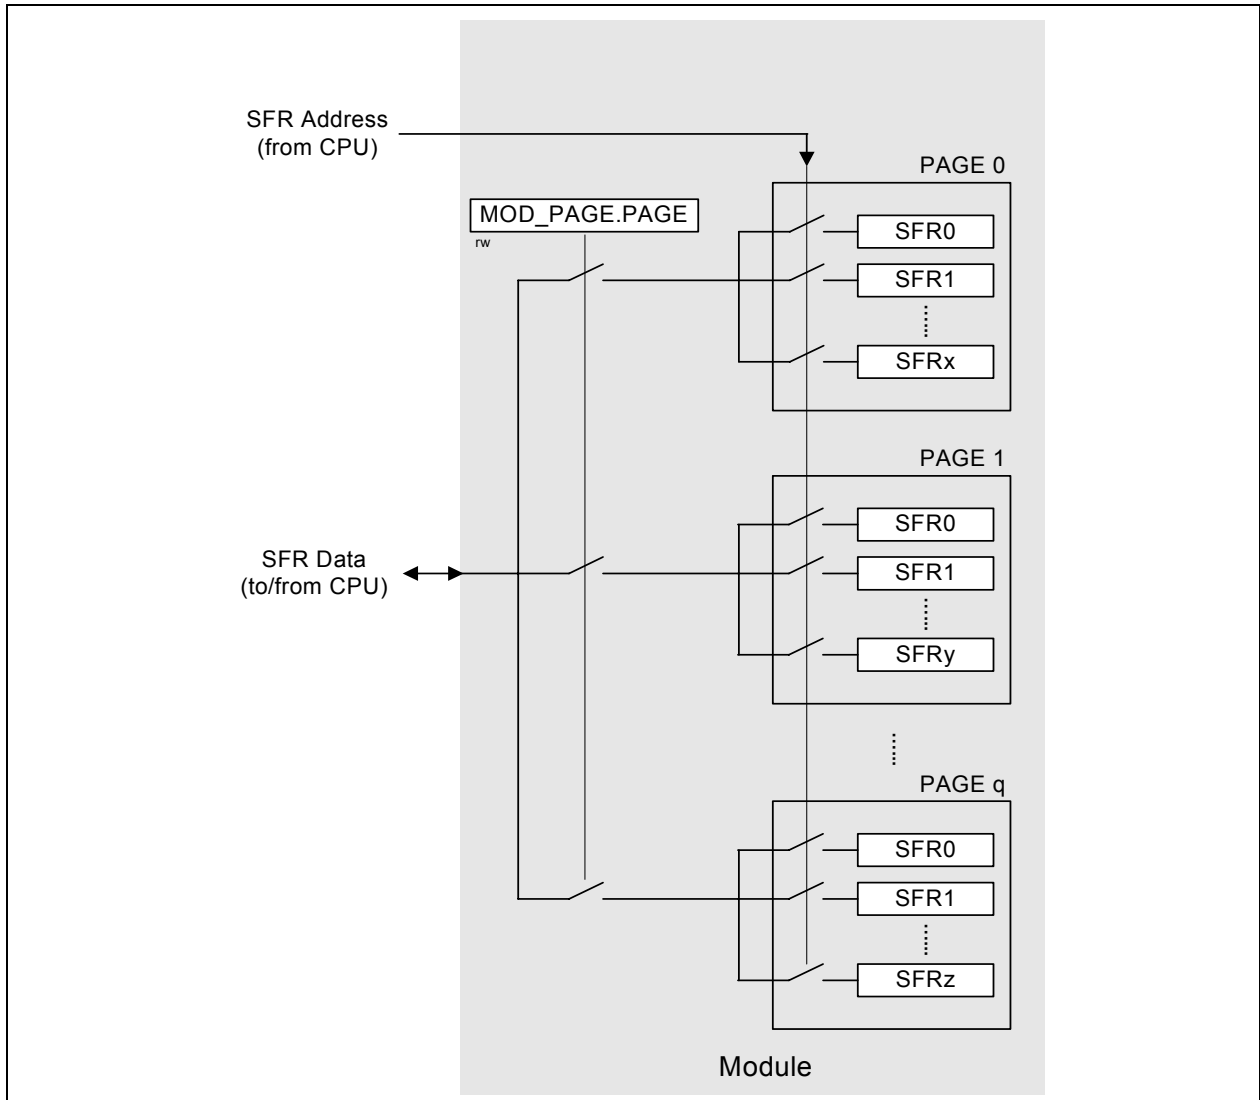 SFR Address
(from CPU)
PAGE 0
MOD_PAGE.PAGE
rw
SFR0
SFR1
SFRx
PAGE 1
SFR0
SFR1
SFRy
SFR Data
(to/from CPU)
PAGE q
SFR0
SFR1
SFRz
Module